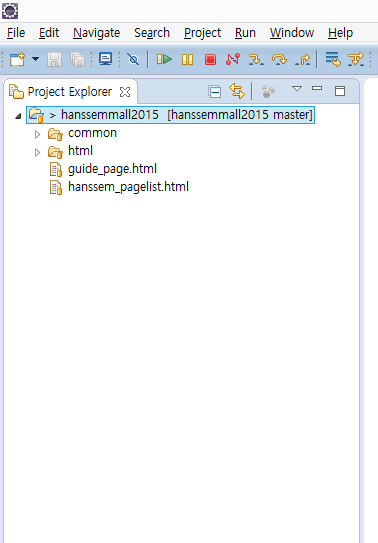 File Edit Navigate Search Project Run Window Help
Project Explorer
> hanssemmall2015 [hanssemmall2015 master]
common
html
guide_page.html
hanssem_pagelist.html